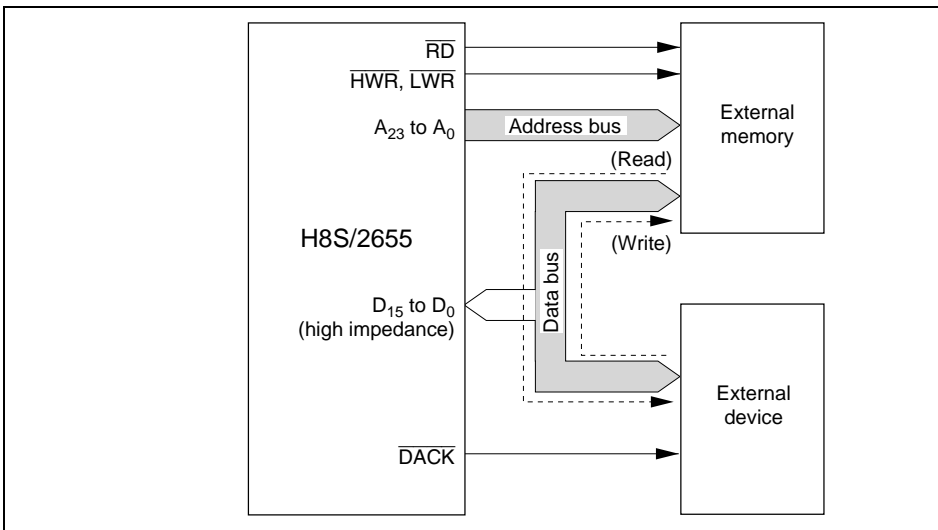 RD
HWR, LWR
A23 to A0
Address bus
External
memory
(Read)
H8S/2655
(Write)
Data bus
D15 to D0
(high impedance)
External
device
DACK